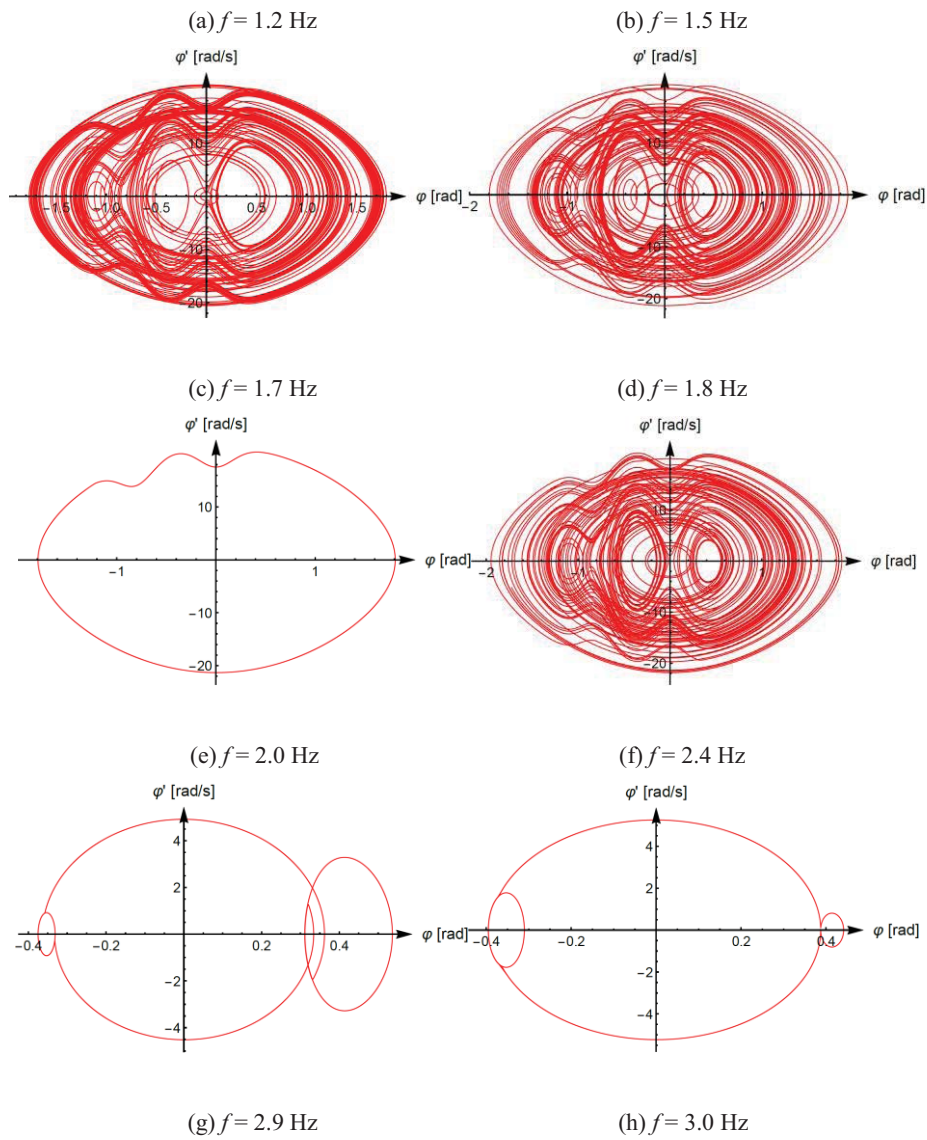 (a) f = 1.2 Hz
(b) f = 1.5 Hz
φ' [rad/s]
φ' [rad/s]
10
10
φ [rad]
φ [rad]
-1.5 -1.0 -0.5 0.5 1.0 1.5
-2 -1 1
-10
-10
-20
-20
(c) f = 1.7 Hz
(d) f = 1.8 Hz
φ' [rad/s]
φ' [rad/s]
10
10
φ [rad]
φ [rad]
-1 1
-2 -1 1
-10
-10
-20
-20
(e) f = 2.0 Hz
(f) f = 2.4 Hz
φ' [rad/s]
φ' [rad/s]
4
4
2
2
φ [rad]
φ [rad]
-0.4 -0.2 0.2 0.4
-0.4 -0.2 0.2 0.4
-2
-2
-4
-4
(g) f = 2.9 Hz
(h) f = 3.0 Hz